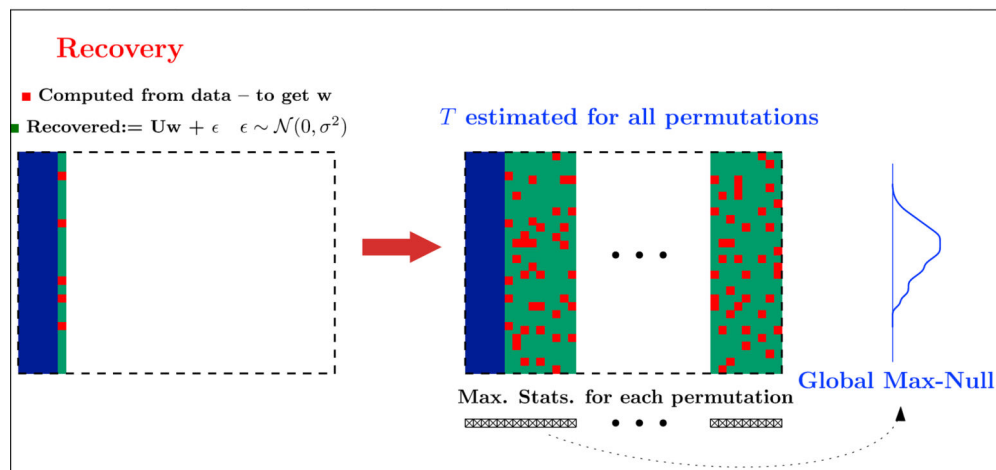 Recovery
Computed from data – to get w
Recovered:= Uw + ϵ ϵ ∼ 𝒩(0, σ²)
T estimated for all permutations
Global Max-Null
Max. Stats. for each permutation